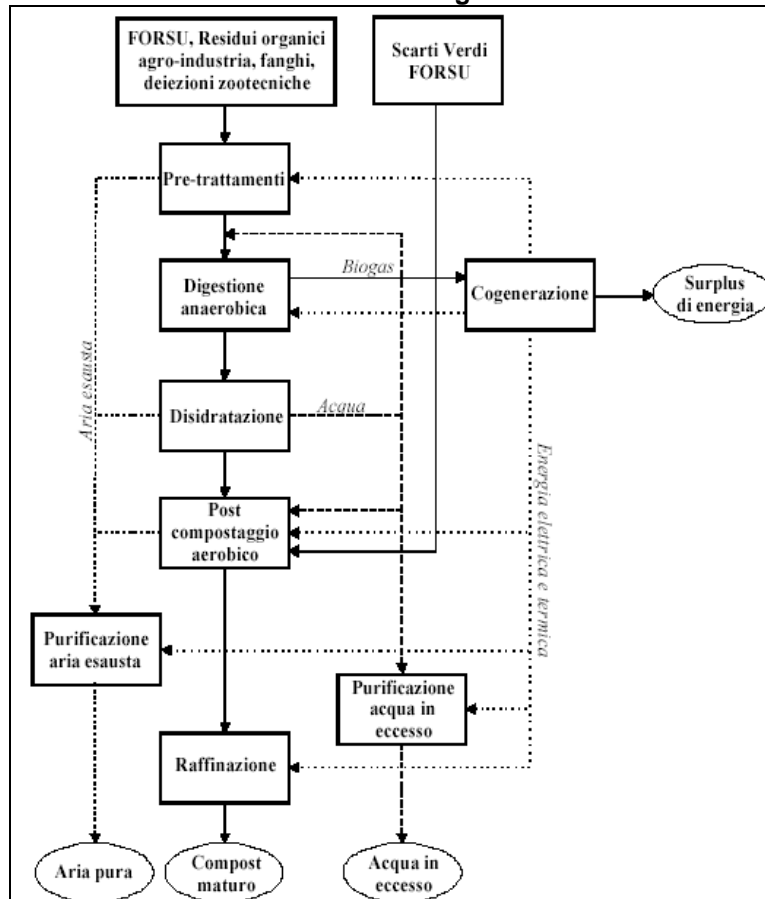 FORSU, Residui organici
agro-industria, fanghi,
deiezioni zootecniche
Scarti Verdi
FORSU
Pre-trattamenti
Biogas
Digestione
anaerobica
Cogenerazione
Surplus
di energia
Aria esausta
Disidratazione
Acqua
Energia elettrica e termica
Post
compostaggio
aerobico
Purificazione
aria esausta
Purificazione
acqua in
eccesso
Raffinazione
Aria pura
Compost
maturo
Acqua in
eccesso